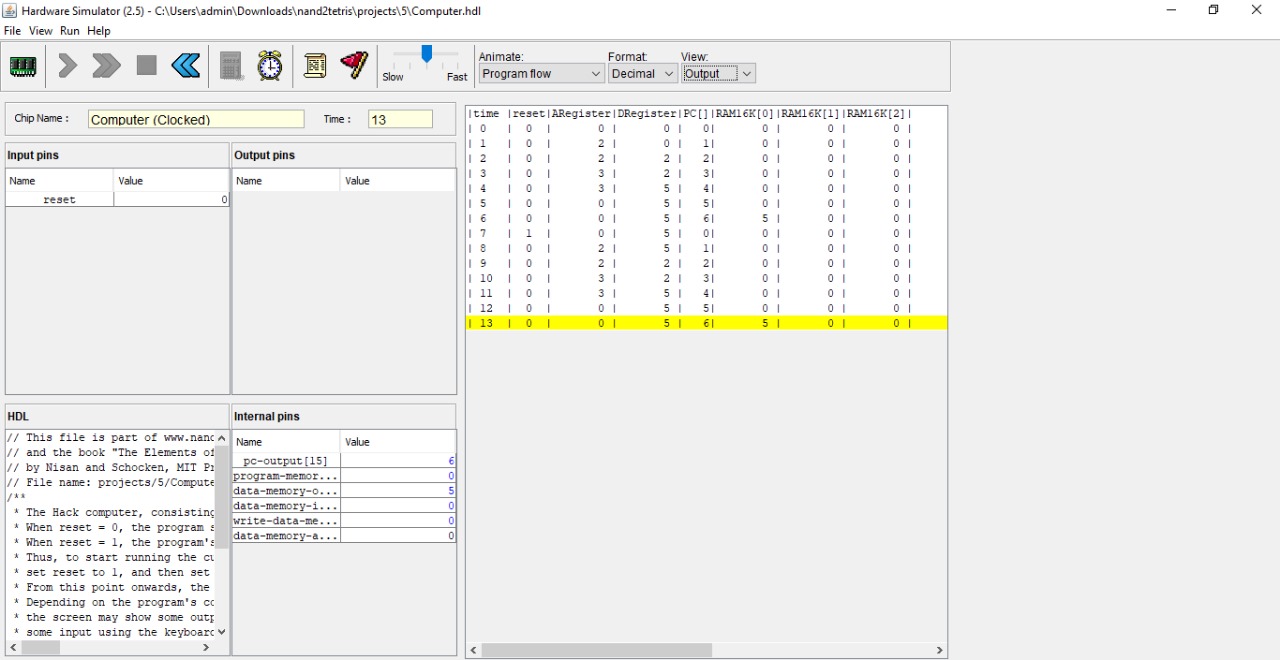 Hardware Simulator (2.5) - C:\Users\admin\Downloads\nand2tetris\projects\5\Computer.hdl
File View Run Help
Slow Fast
Animate: Format: View:
Program flow Decimal Output
Chip Name : Computer (Clocked) Time : 13
Input pins
Name Value
reset 0
Output pins
Name Value
HDL
// This file is part of www.nand
// and the book "The Elements of
// by Nisan and Schocken, MIT Pr
// File name: projects/5/Compute
/**
* The Hack computer, consisting
* When reset = 0, the program s
* When reset = 1, the program's
* Thus, to start running the cu
* set reset to 1, and then set
* From this point onwards, the
* Depending on the program's co
* the screen may show some outp
* some input using the keyboard
Internal pins
Name Value
pc-output[15] 6
program-memor... 0
data-memory-o... 5
data-memory-i... 0
write-data-me... 0
data-memory-a... 0
|time |reset|ARegister|DRegister|PC[]|RAM16K[0]|RAM16K[1]|RAM16K[2]|
| 0 | 0 | 0 | 0 | 0| 0 | 0 | 0 |
| 1 | 0 | 2 | 0 | 1| 0 | 0 | 0 |
| 2 | 0 | 2 | 2 | 2| 0 | 0 | 0 |
| 3 | 0 | 3 | 2 | 3| 0 | 0 | 0 |
| 4 | 0 | 3 | 5 | 4| 0 | 0 | 0 |
| 5 | 0 | 0 | 5 | 5| 0 | 0 | 0 |
| 6 | 0 | 0 | 5 | 6| 5 | 0 | 0 |
| 7 | 1 | 0 | 5 | 0| 0 | 0 | 0 |
| 8 | 0 | 2 | 5 | 1| 0 | 0 | 0 |
| 9 | 0 | 2 | 2 | 2| 0 | 0 | 0 |
| 10 | 0 | 3 | 2 | 3| 0 | 0 | 0 |
| 11 | 0 | 3 | 5 | 4| 0 | 0 | 0 |
| 12 | 0 | 0 | 5 | 5| 0 | 0 | 0 |
| 13 | 0 | 0 | 5 | 6| 5 | 0 | 0 |